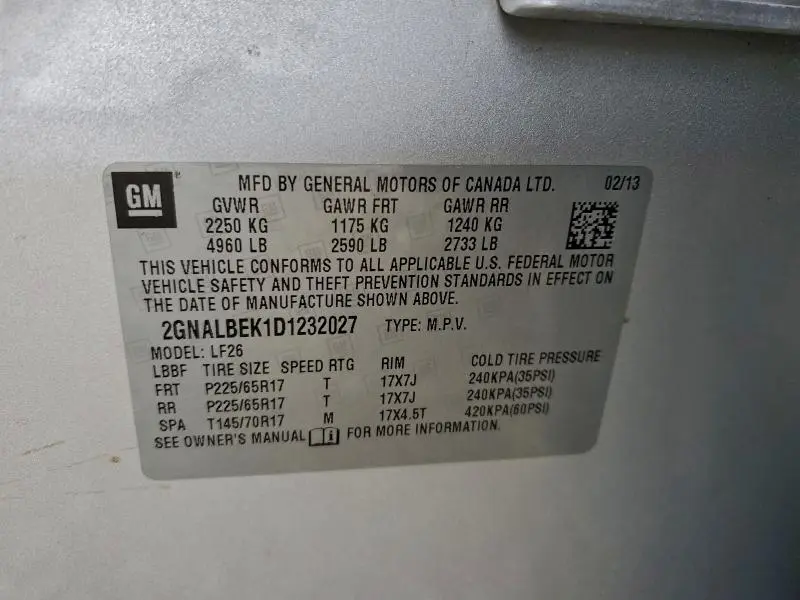 GM MFD BY GENERAL MOTORS OF CANADA LTD. 02/13
GVWR GAWR FRT GAWR RR
2250 KG 1175 KG 1240 KG
4960 LB 2590 LB 2733 LB
THIS VEHICLE CONFORMS TO ALL APPLICABLE U.S. FEDERAL MOTOR
VEHICLE SAFETY AND THEFT PREVENTION STANDARDS IN EFFECT ON
THE DATE OF MANUFACTURE SHOWN ABOVE.
2GNALBEK1D1232027 TYPE: M.P.V.
MODEL: LF26
LBBF TIRE SIZE SPEED RTG RIM COLD TIRE PRESSURE
FRT P225/65R17 T 17X7J 240KPA(35PSI)
RR P225/65R17 T 17X7J 240KPA(35PSI)
SPA T145/70R17 M 17X4.5T 420KPA(60PSI)
SEE OWNER'S MANUAL FOR MORE INFORMATION.